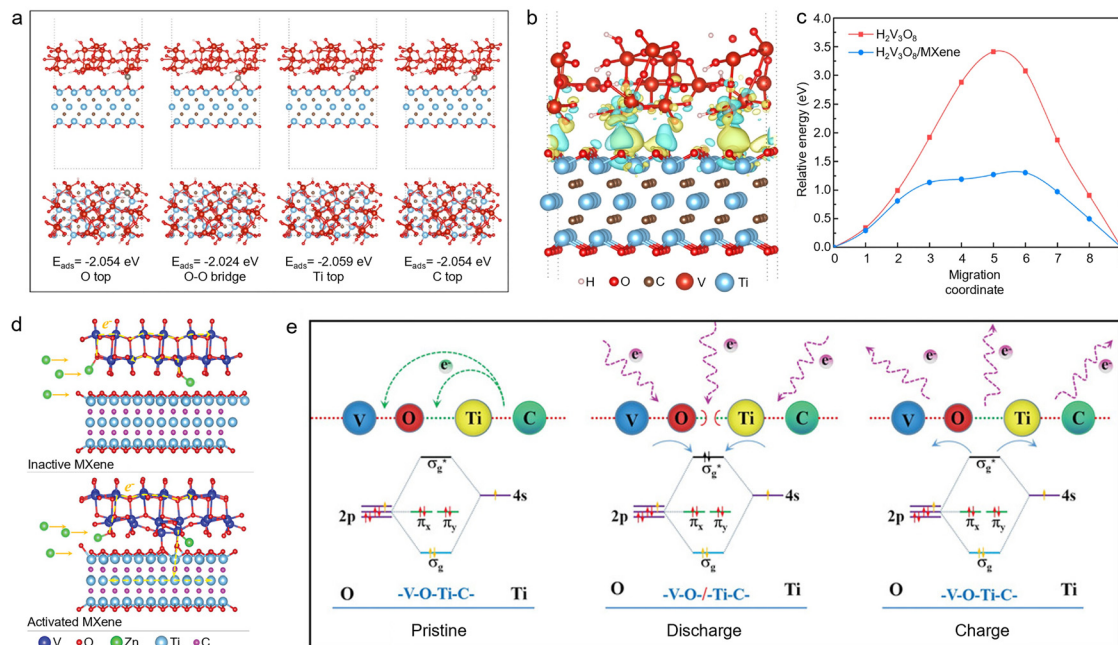 a
E_ads= -2.054 eV
O top
E_ads= -2.024 eV
O-O bridge
E_ads= -2.059 eV
Ti top
E_ads= -2.054 eV
C top
b
H O C V Ti
c
H₂V₃O₈
H₂V₃O₈/MXene
Relative energy (eV)
4.0
3.5
3.0
2.5
2.0
1.5
1.0
0.5
0.0
0 1 2 3 4 5 6 7 8
Migration
coordinate
d
e⁻
Inactive MXene
e⁻
Activated MXene
V O Zn Ti C
e
e⁻
V O Ti C
σg*
2p πx πy 4s
σg
O -V-O-Ti-C- Ti
Pristine
e⁻ e⁻ e⁻
V O Ti C
σg*
2p πx πy 4s
σg
O -V-O-/-Ti-C- Ti
Discharge
e⁻ e⁻ e⁻
V O Ti C
σg*
2p πx πy 4s
σg
O -V-O-Ti-C- Ti
Charge